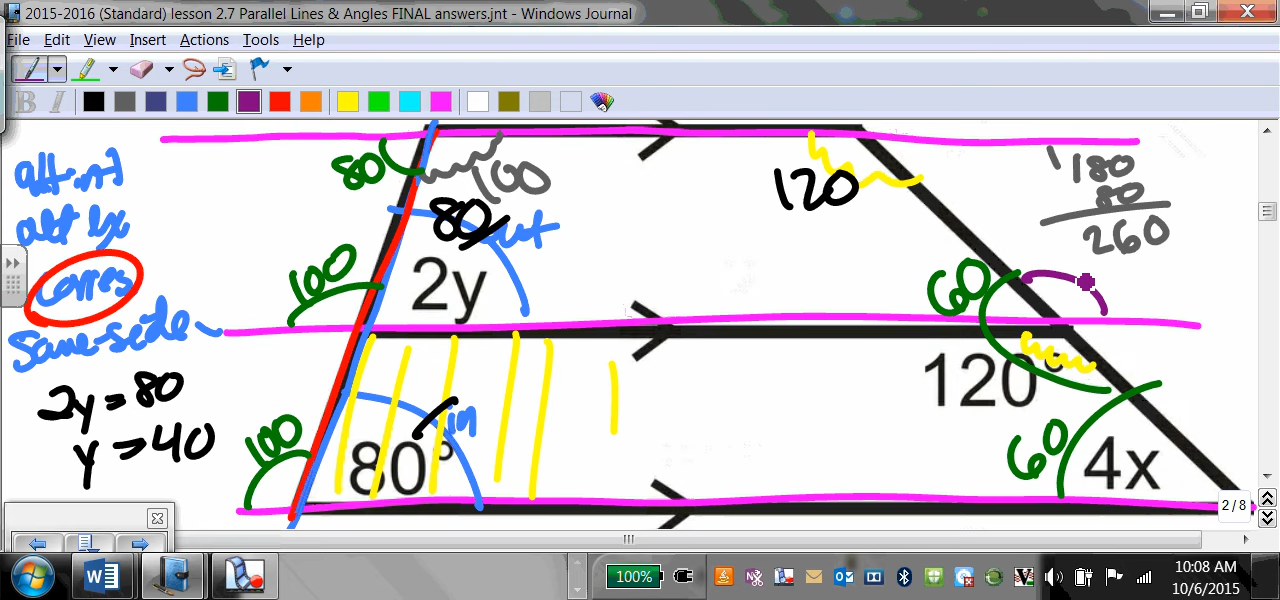 2015-2016 (Standard) lesson 2.7 Parallel Lines & Angles FINAL answers.jnt - Windows Journal
File Edit View Insert Actions Tools Help
B I
alt int
alt ex
corres
same-side
2y = 80
y = 40
80
100
120
180
80
260
80
ut
100
2y
60
120°
100
80°
in
60
4x
2 / 8
100%
10:08 AM
10/6/2015